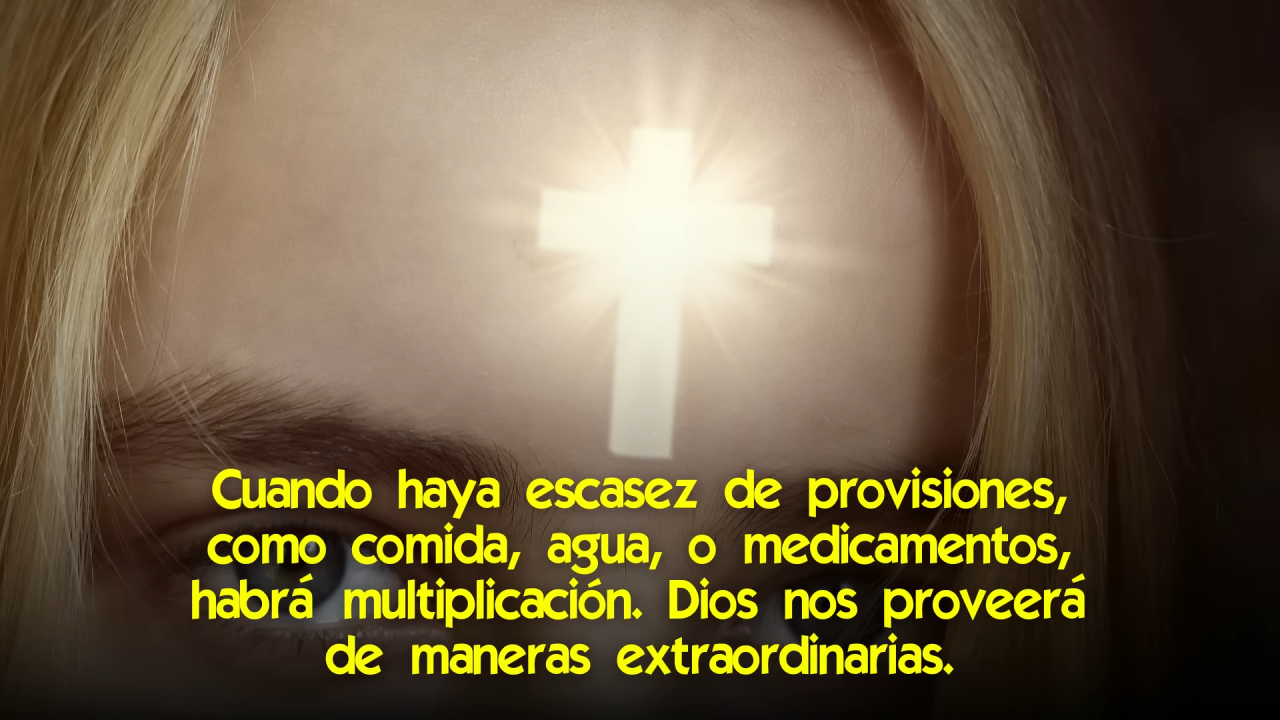 Cuando haya escasez de provisiones,
como comida, agua, o medicamentos,
habrá multiplicación. Dios nos proveerá
de maneras extraordinarias.